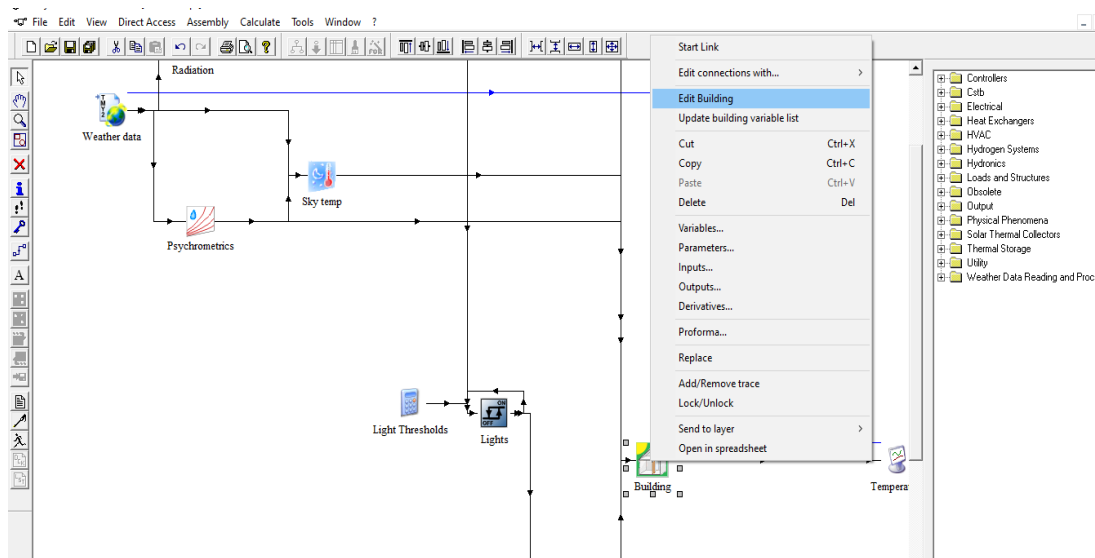 File Edit View Direct Access Assembly Calculate Tools Window ?
Radiation
Weather data
Sky temp
Psychrometrics
Light Thresholds
Lights
ON
OFF
Building
Tempera
Start Link
Edit connections with...
Edit Building
Update building variable list
Cut Ctrl+X
Copy Ctrl+C
Paste Ctrl+V
Delete Del
Variables...
Parameters...
Inputs...
Outputs...
Derivatives...
Proforma...
Replace
Add/Remove trace
Lock/Unlock
Send to layer
Open in spreadsheet
Controllers
Cstb
Electrical
Heat Exchangers
HVAC
Hydrogen Systems
Hydronics
Loads and Structures
Obsolete
Output
Physical Phenomena
Solar Thermal Collectors
Thermal Storage
Utility
Weather Data Reading and Proc